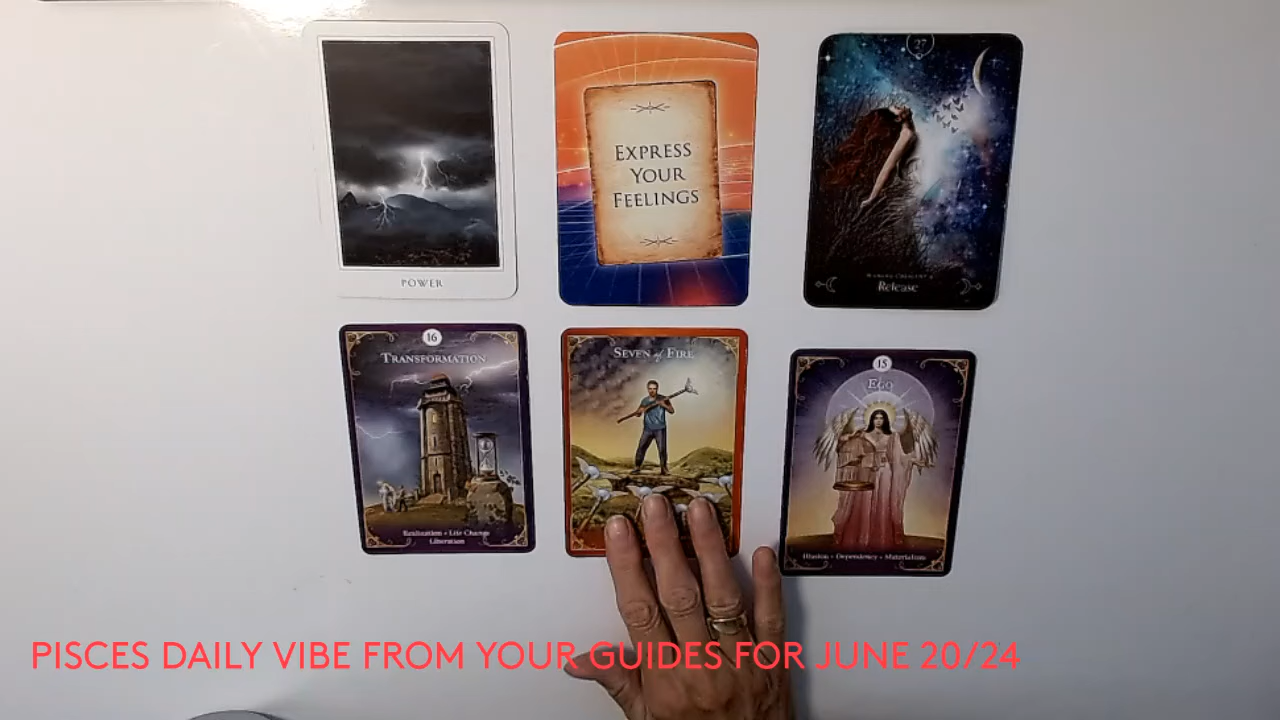 POWER
EXPRESS
YOUR
FEELINGS
27
Release
16
TRANSFORMATION
Realization • Life Change
Liberation
SEVEN of FIRE
15
EGO
Illusion • Dependency • Materialism
PISCES DAILY VIBE FROM YOUR GUIDES FOR JUNE 20/24